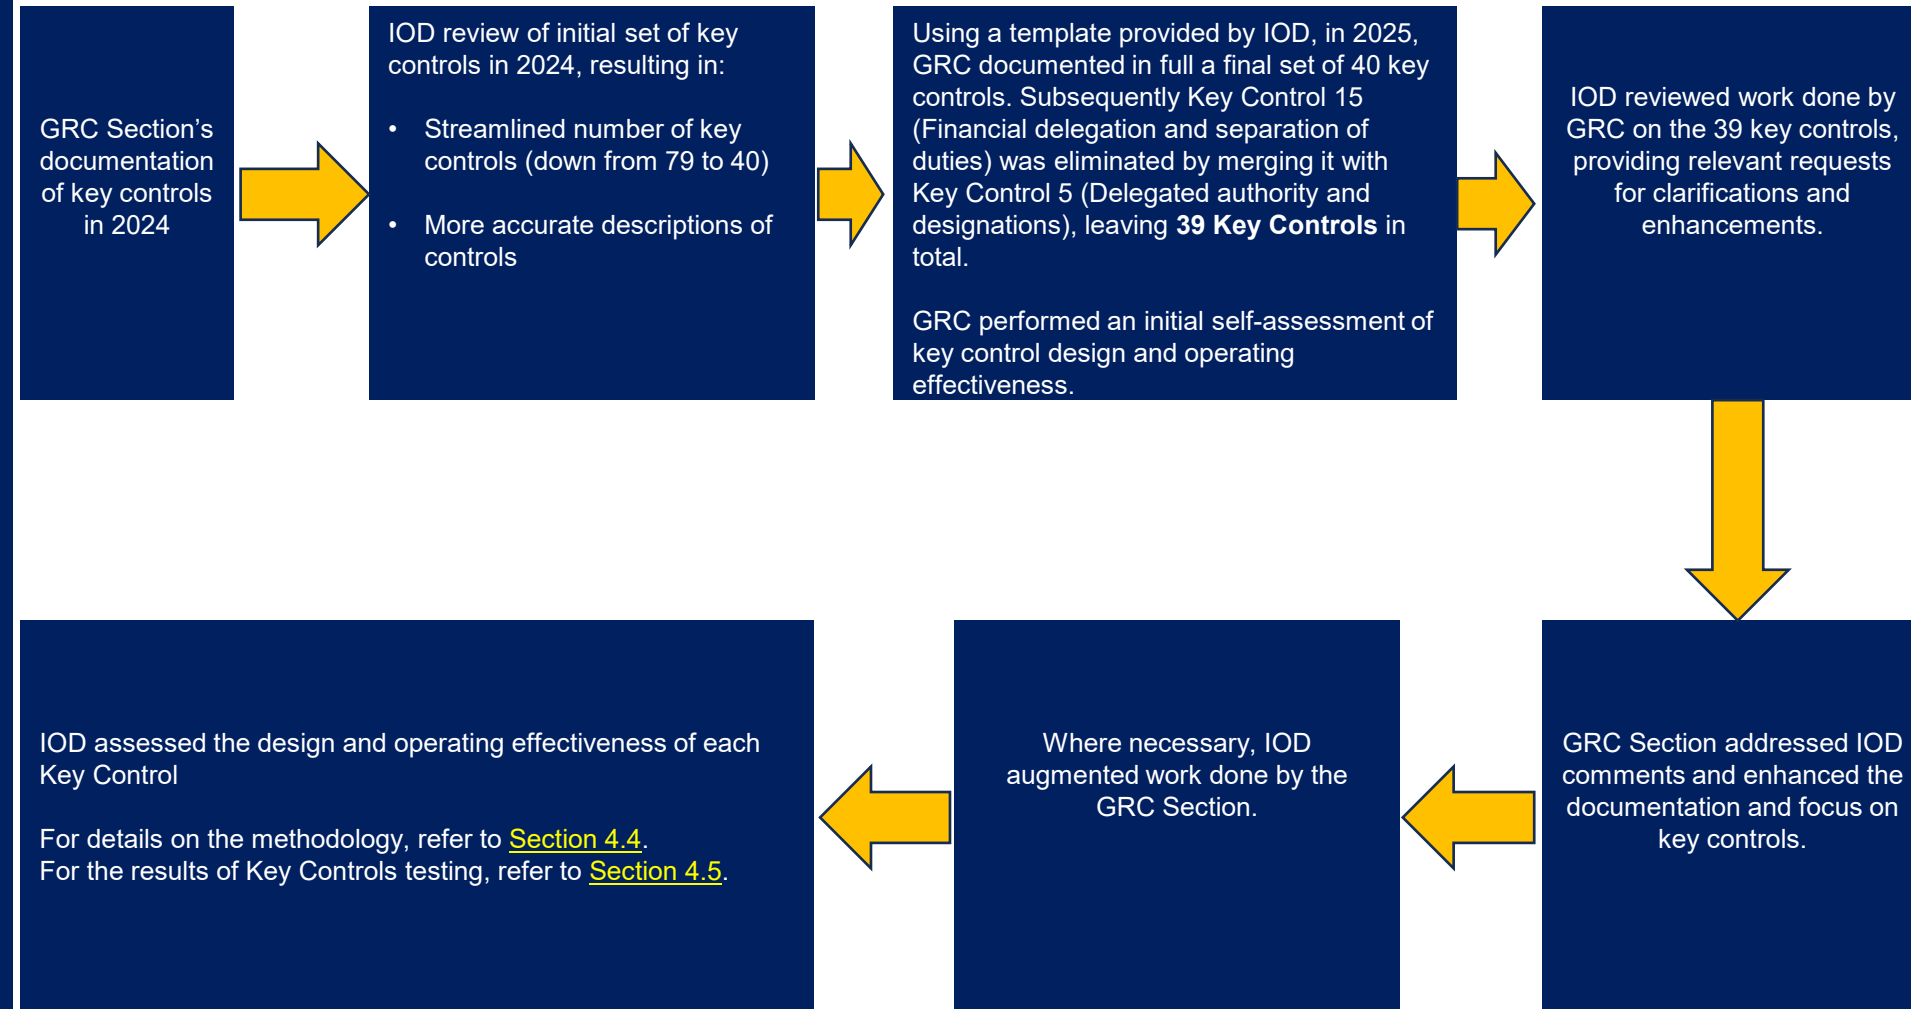 GRC Section’s
documentation
of key controls
in 2024
IOD review of initial set of key
controls in 2024, resulting in:
• Streamlined number of key
controls (down from 79 to 40)
• More accurate descriptions of
controls
Using a template provided by IOD, in 2025,
GRC documented in full a final set of 40 key
controls. Subsequently Key Control 15
(Financial delegation and separation of
duties) was eliminated by merging it with
Key Control 5 (Delegated authority and
designations), leaving 39 Key Controls in
total.
GRC performed an initial self-assessment of
key control design and operating
effectiveness.
IOD reviewed work done by
GRC on the 39 key controls,
providing relevant requests
for clarifications and
enhancements.
GRC Section addressed IOD
comments and enhanced the
documentation and focus on
key controls.
Where necessary, IOD
augmented work done by the
GRC Section.
IOD assessed the design and operating effectiveness of each
Key Control
For details on the methodology, refer to Section 4.4.
For the results of Key Controls testing, refer to Section 4.5.